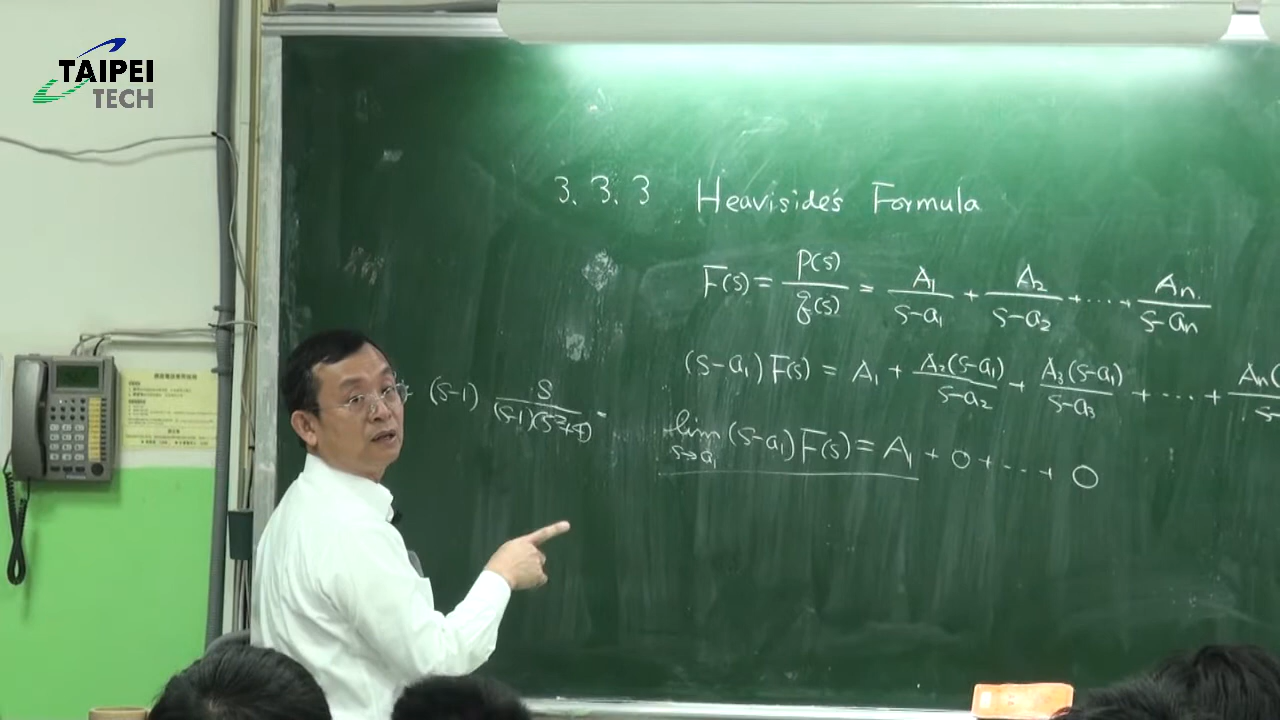 TAIPEI
TECH
3.3.3 Heaviside's Formula
F(s) = p(s)/q(s) = A₁/(s-a₁) + A₂/(s-a₂) + ... + Aₙ/(s-aₙ)
(s-a₁)F(s) = A₁ + A₂(s-a₁)/(s-a₂) + A₃(s-a₁)/(s-a₃) + ... + Aₙ(
(s-1) s/((s-1)(s²+4)) =
lim s→a₁ (s-a₁)F(s) = A₁ + 0 + ... + 0